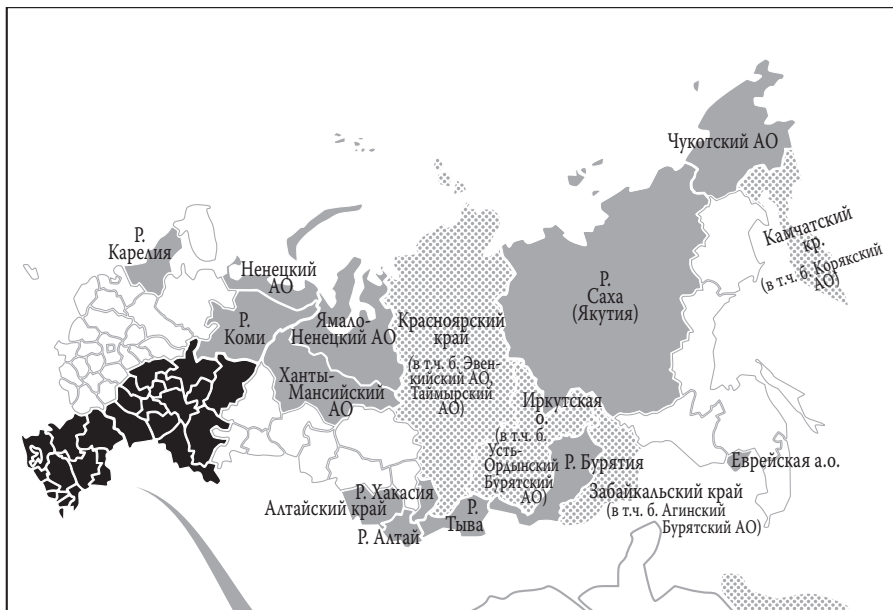 Чукотский АО
Камчатский
кр.
(в т.ч. б. Корякский
АО)
Р.
Карелия
Ненецкий
АО
Р.
Коми
Ямало-
Ненецкий АО
Ханты-
Мансийский
АО
Красноярский
край
(в т.ч. б. Эвен-
кийский АО,
Таймырский
АО)
Р.
Саха
(Якутия)
Иркутская
о.
(в т.ч. б.
Усть-
Ордынский
Бурятский
АО)
Р. Бурятия
Еврейская а.о.
Забайкальский край
(в т.ч. б. Агинский
Бурятский АО)
Р. Хакасия
Алтайский край
Р. Алтай
Р.
Тыва